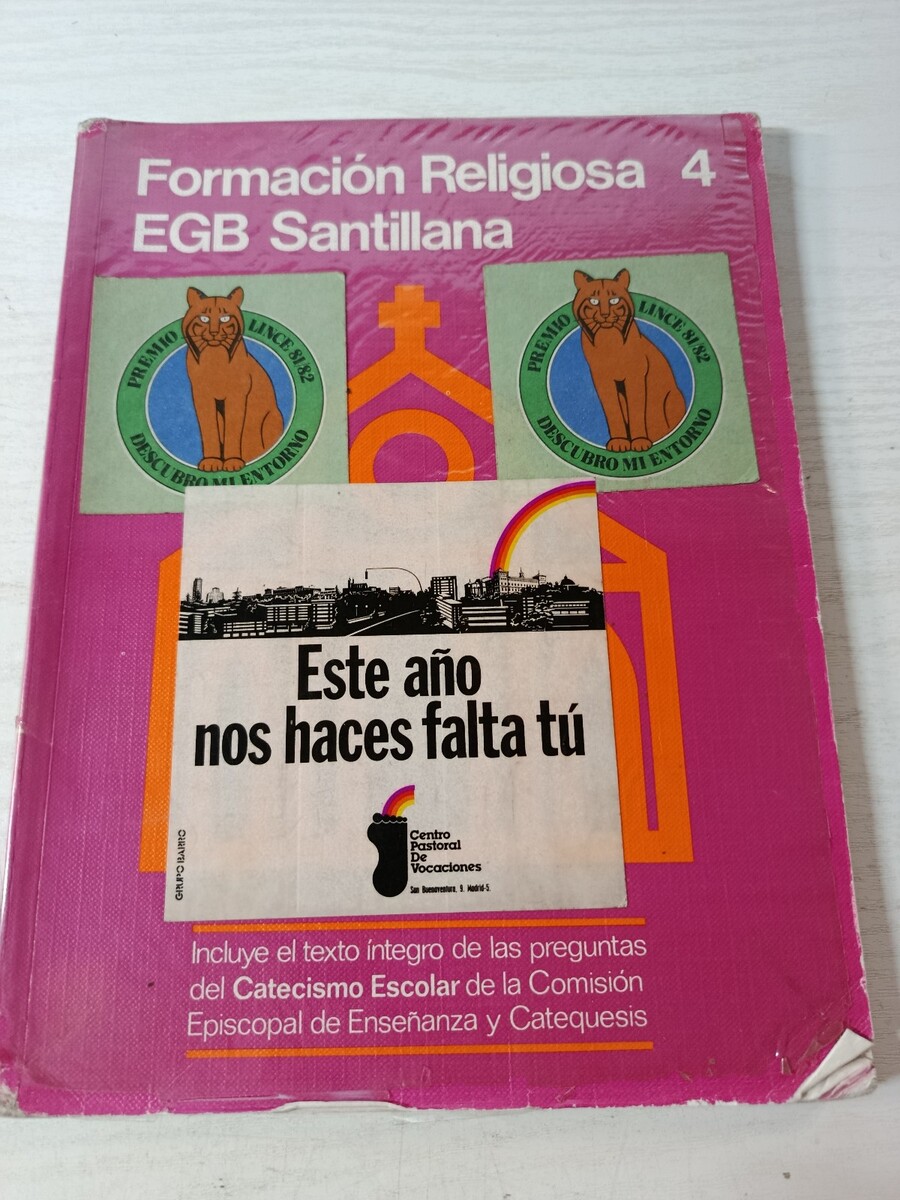 Formación Religiosa 4
EGB Santillana
PREMIO LINCE 81/82
DESCUBRO MI ENTORNO
PREMIO LINCE 81/82
DESCUBRO MI ENTORNO
Este año
nos haces falta tú
GRUPO BARRO
Centro
Pastoral
De
Vocaciones
San Buenaventura, 9. Madrid-5.
Incluye el texto íntegro de las preguntas
del Catecismo Escolar de la Comisión
Episcopal de Enseñanza y Catequesis